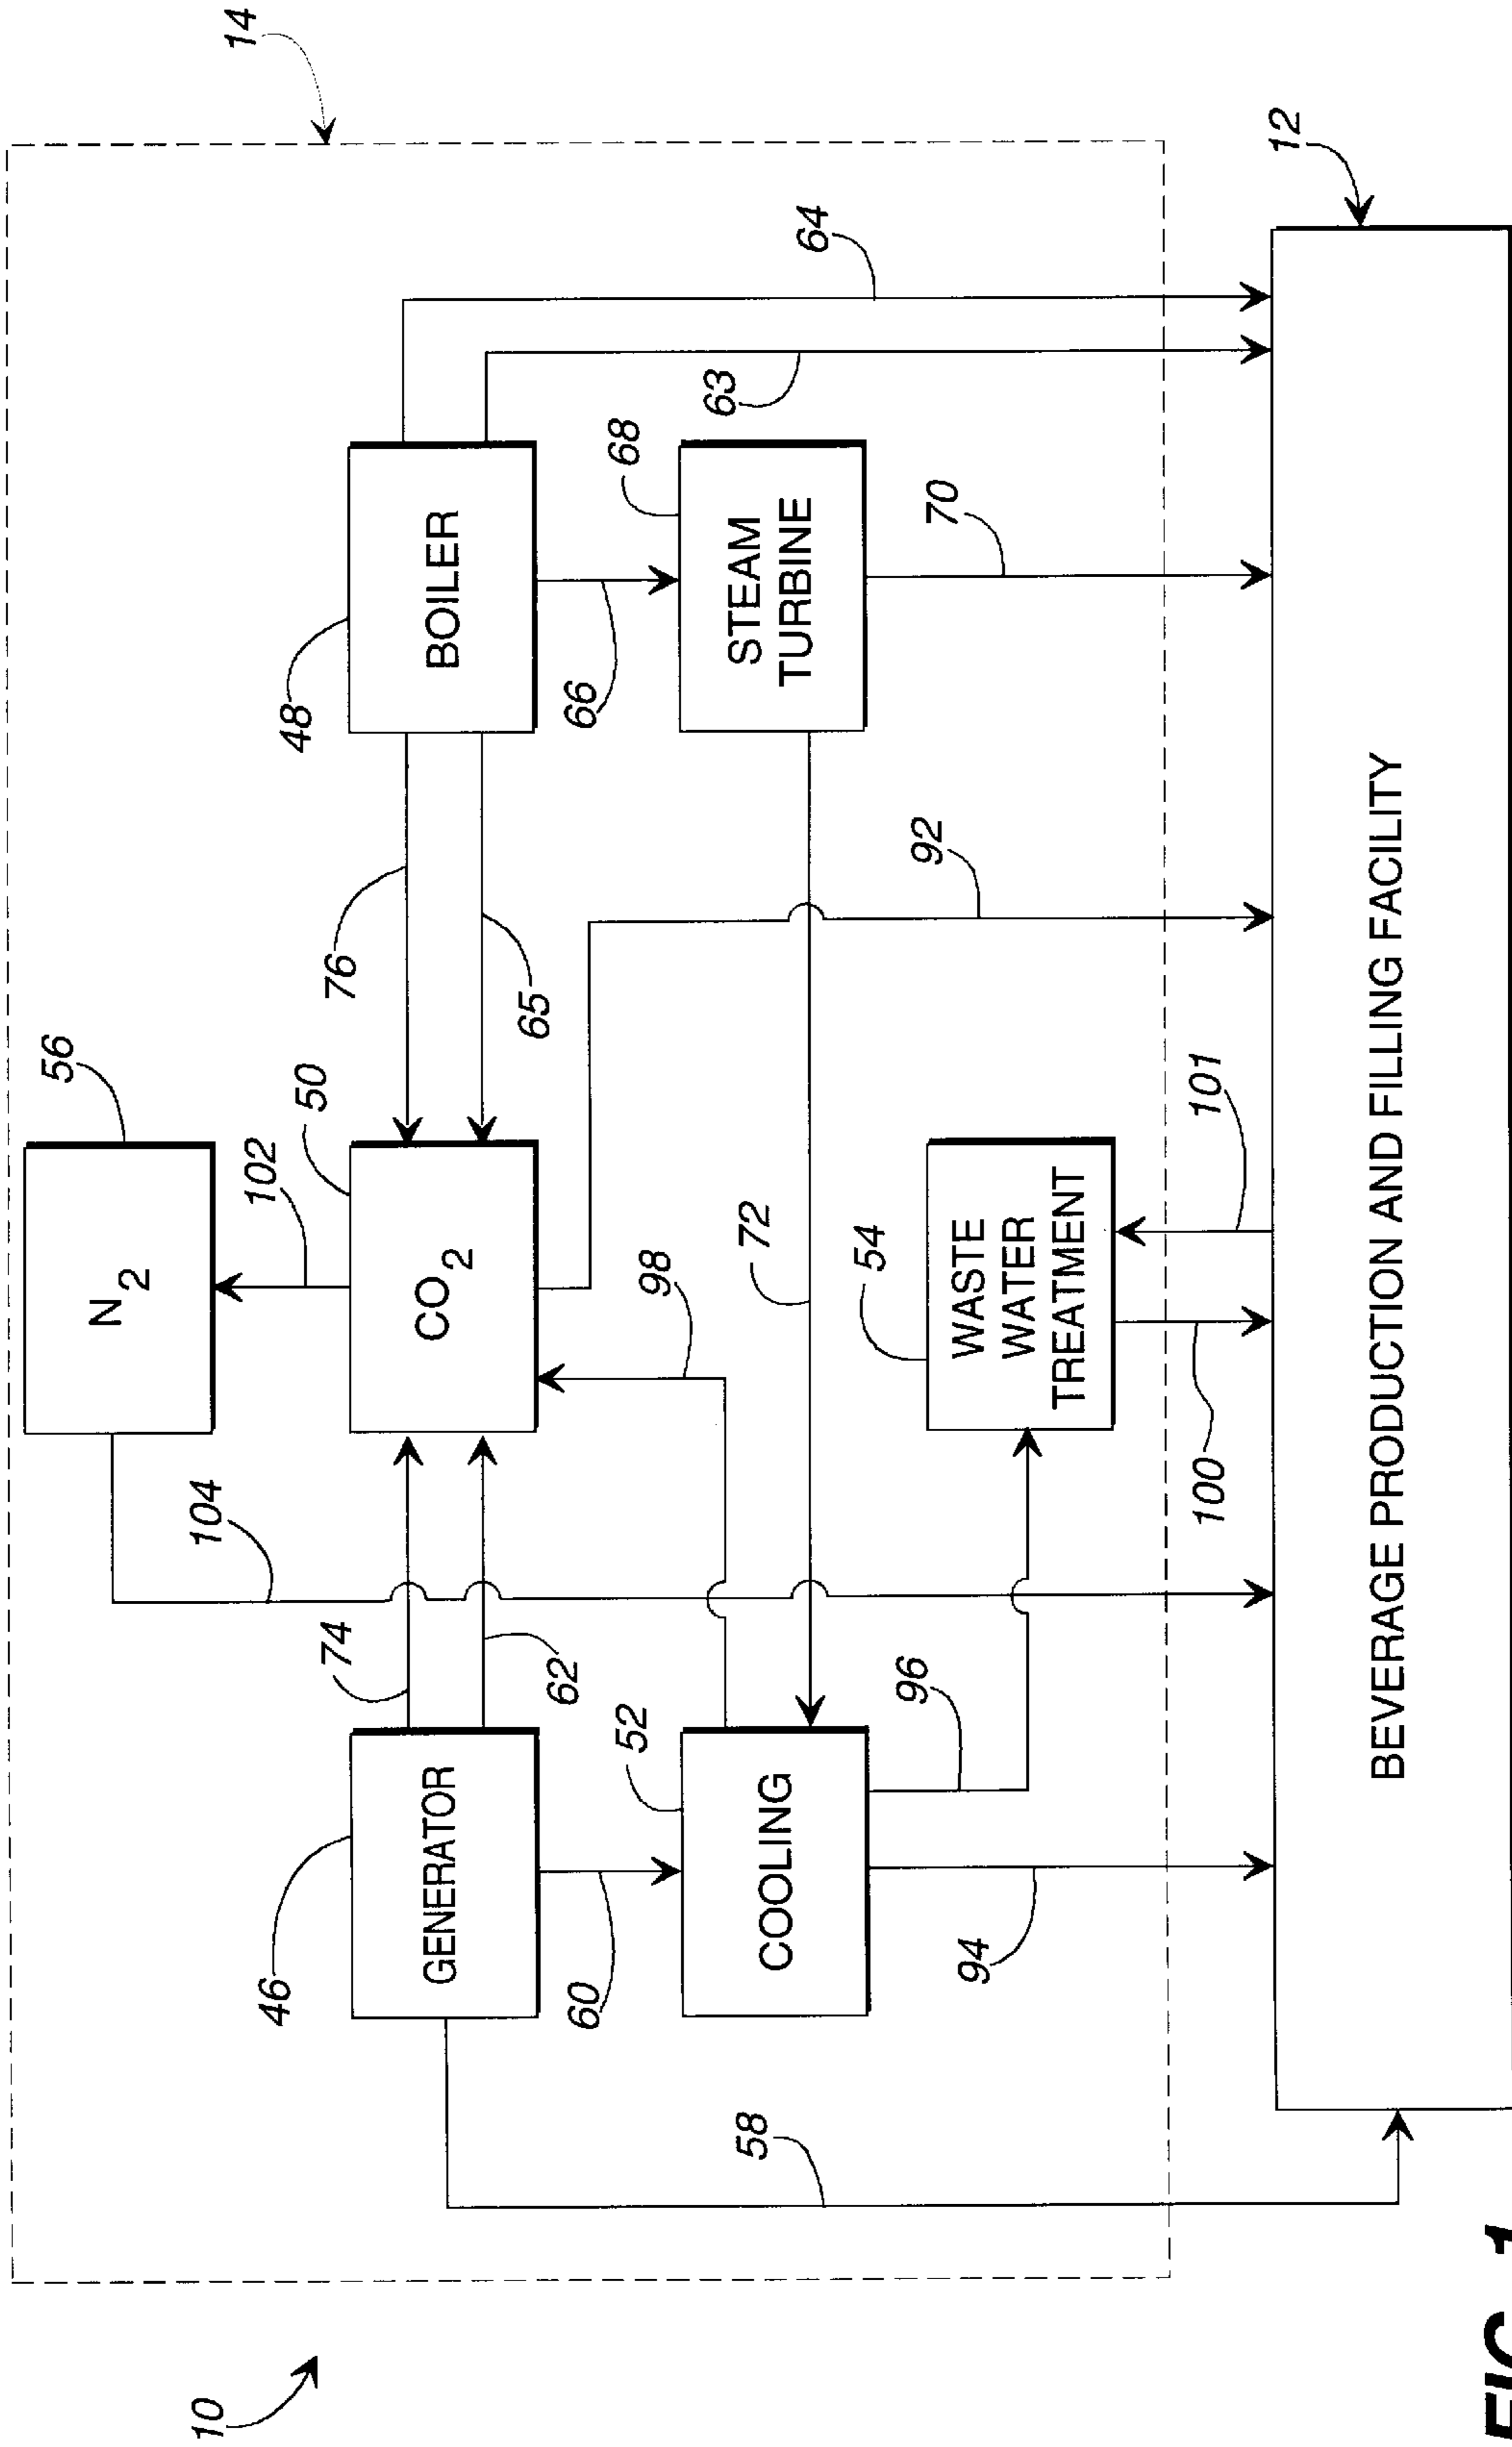 10
14
N2
56
102
104
46
GENERATOR
74
62
CO2
50
76
65
48
BOILER
60
98
66
64
63
52
COOLING
72
68
STEAM
TURBINE
58
94
96
54
WASTE
WATER
TREATMENT
92
70
100
101
12
BEVERAGE PRODUCTION AND FILLING FACILITY
FIG. 1